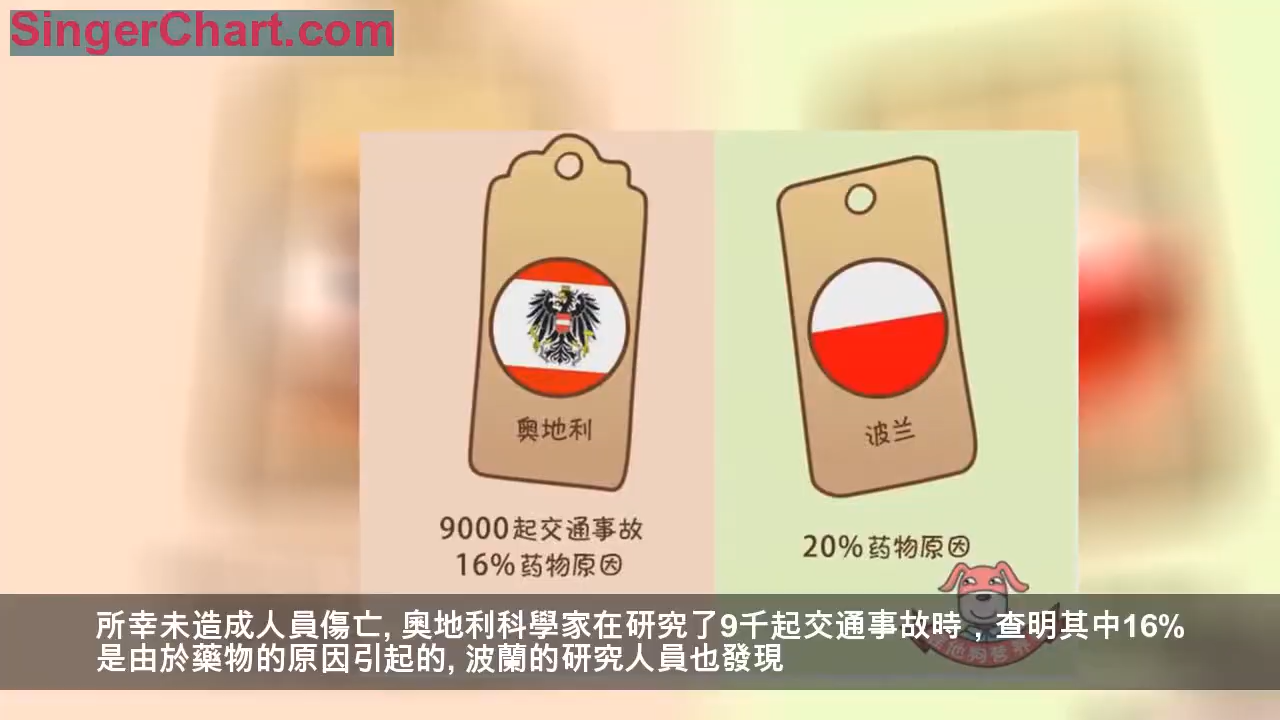 SingerChart.com
奥地利
波兰
9000起交通事故
16%药物原因
20%药物原因
所幸未造成人員傷亡, 奧地利科學家在研究了9千起交通事故時，查明其中16%
是由於藥物的原因引起的, 波蘭的研究人員也發現